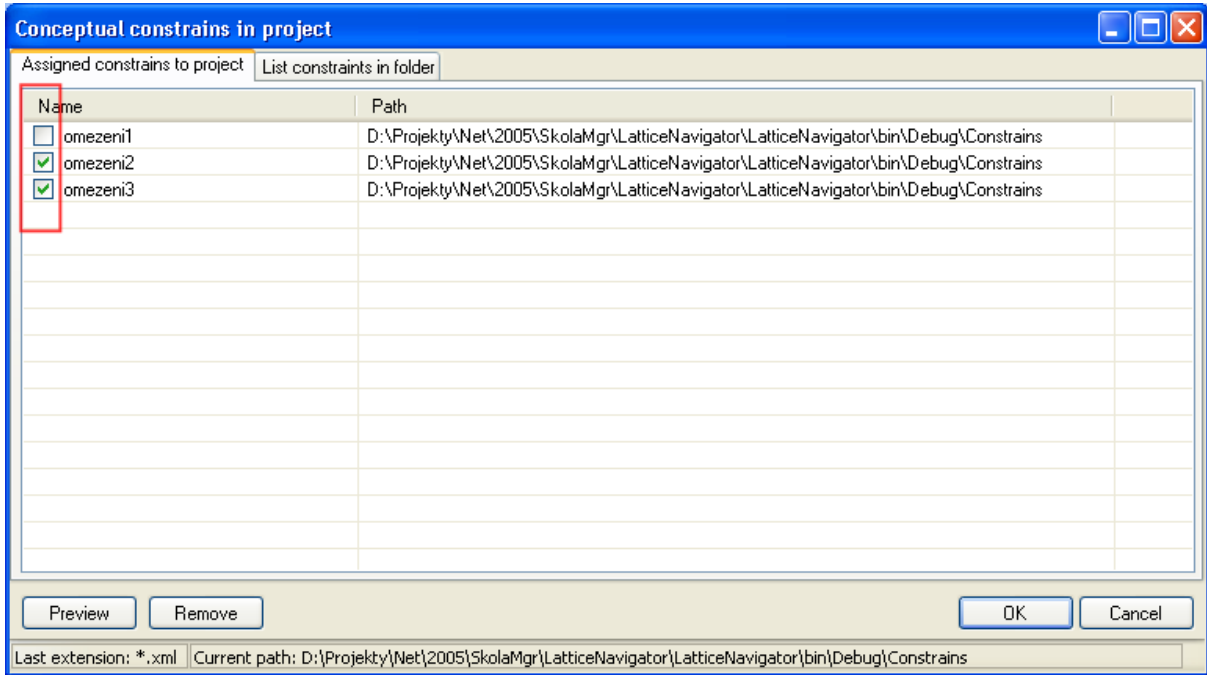 Conceptual constrains in project
Assigned constrains to project List constraints in folder
Name Path
omezeni1 D:\Projekty\Net\2005\SkolaMgr\LatticeNavigator\LatticeNavigator\bin\Debug\Constrains
omezeni2 D:\Projekty\Net\2005\SkolaMgr\LatticeNavigator\LatticeNavigator\bin\Debug\Constrains
omezeni3 D:\Projekty\Net\2005\SkolaMgr\LatticeNavigator\LatticeNavigator\bin\Debug\Constrains
Preview Remove OK Cancel
Last extension: *.xml Current path: D:\Projekty\Net\2005\SkolaMgr\LatticeNavigator\LatticeNavigator\bin\Debug\Constrains